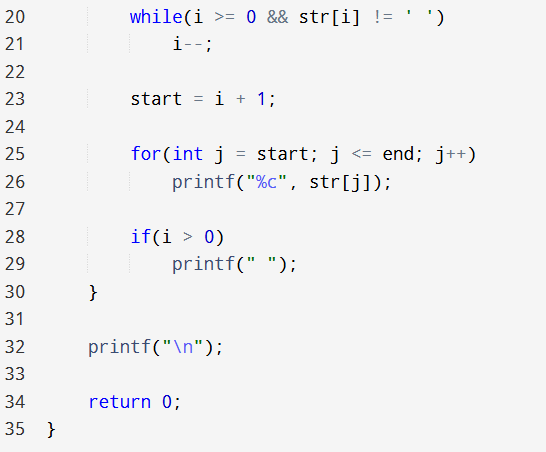 20         while(i >= 0 && str[i] != ' ')
21             i--;
22
23         start = i + 1;
24
25         for(int j = start; j <= end; j++)
26             printf("%c", str[j]);
27
28         if(i > 0)
29             printf(" ");
30     }
31
32     printf("\n");
33
34     return 0;
35 }